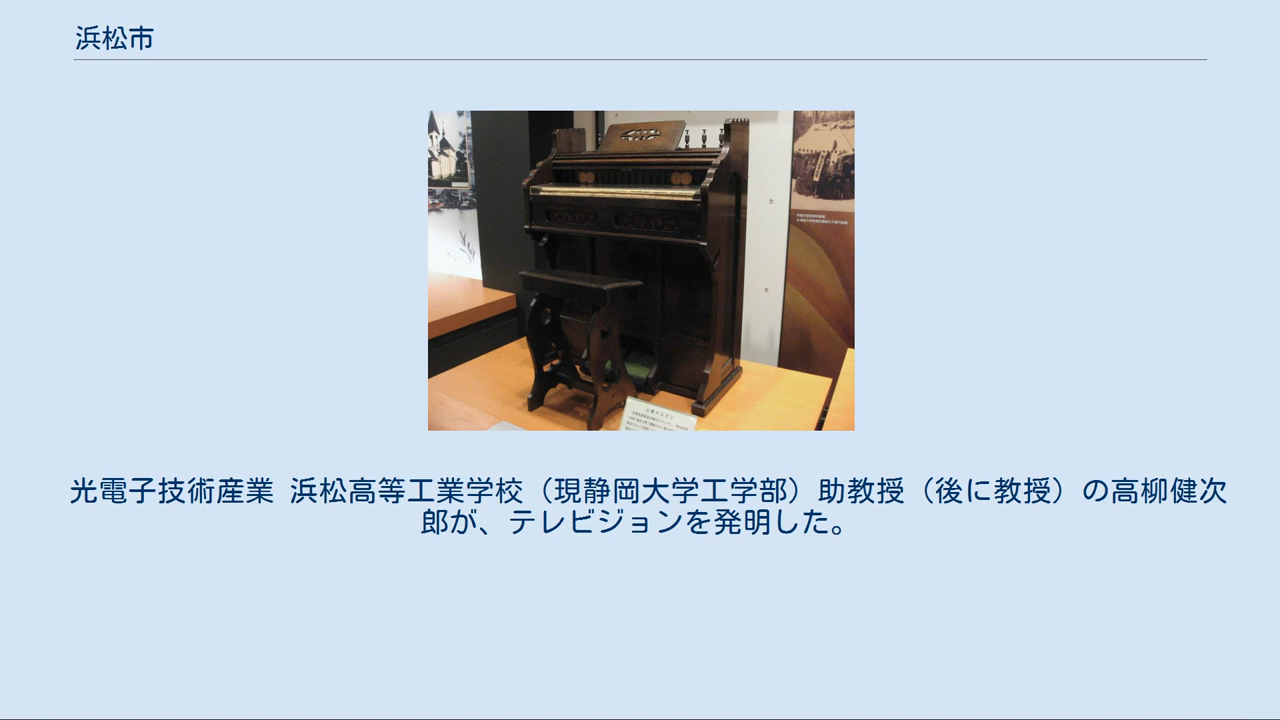 浜松市
光電子技術産業 浜松高等工業学校（現静岡大学工学部）助教授（後に教授）の高柳健次
郎が、テレビジョンを発明した。